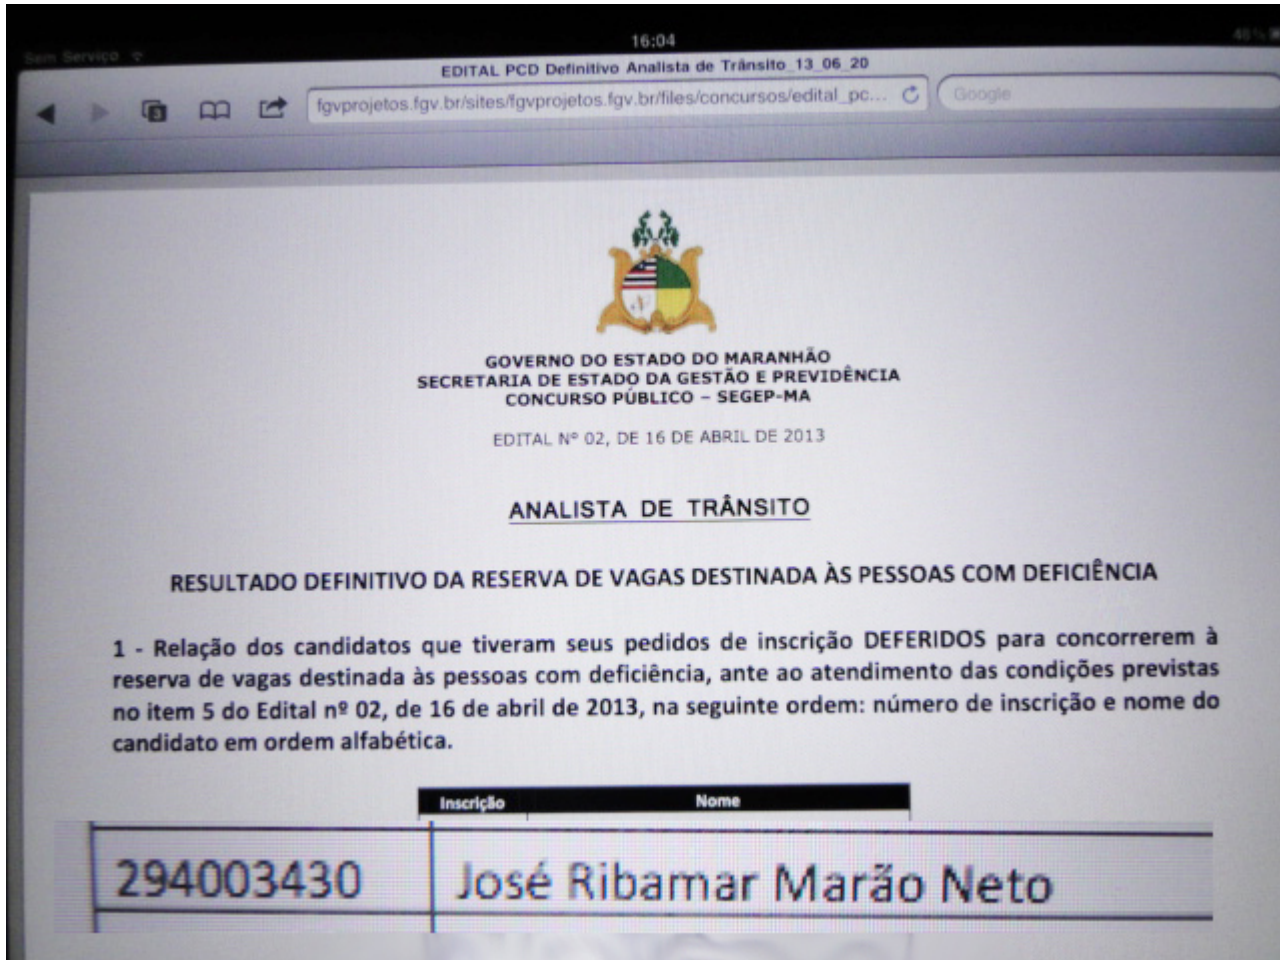 Sem Serviço
16:04
EDITAL PCD Definitivo Analista de Trânsito_13_06_20
fgvprojetos.fgv.br/sites/fgvprojetos.fgv.br/files/concursos/edital_pc...
Google
GOVERNO DO ESTADO DO MARANHÃO
SECRETARIA DE ESTADO DA GESTÃO E PREVIDÊNCIA
CONCURSO PÚBLICO – SEGEP-MA
EDITAL Nº 02, DE 16 DE ABRIL DE 2013
ANALISTA DE TRÂNSITO
RESULTADO DEFINITIVO DA RESERVA DE VAGAS DESTINADA ÀS PESSOAS COM DEFICIÊNCIA
1 - Relação dos candidatos que tiveram seus pedidos de inscrição DEFERIDOS para concorrerem à
reserva de vagas destinada às pessoas com deficiência, ante ao atendimento das condições previstas
no item 5 do Edital nº 02, de 16 de abril de 2013, na seguinte ordem: número de inscrição e nome do
candidato em ordem alfabética.
Inscrição Nome
294003430 José Ribamar Marão Neto